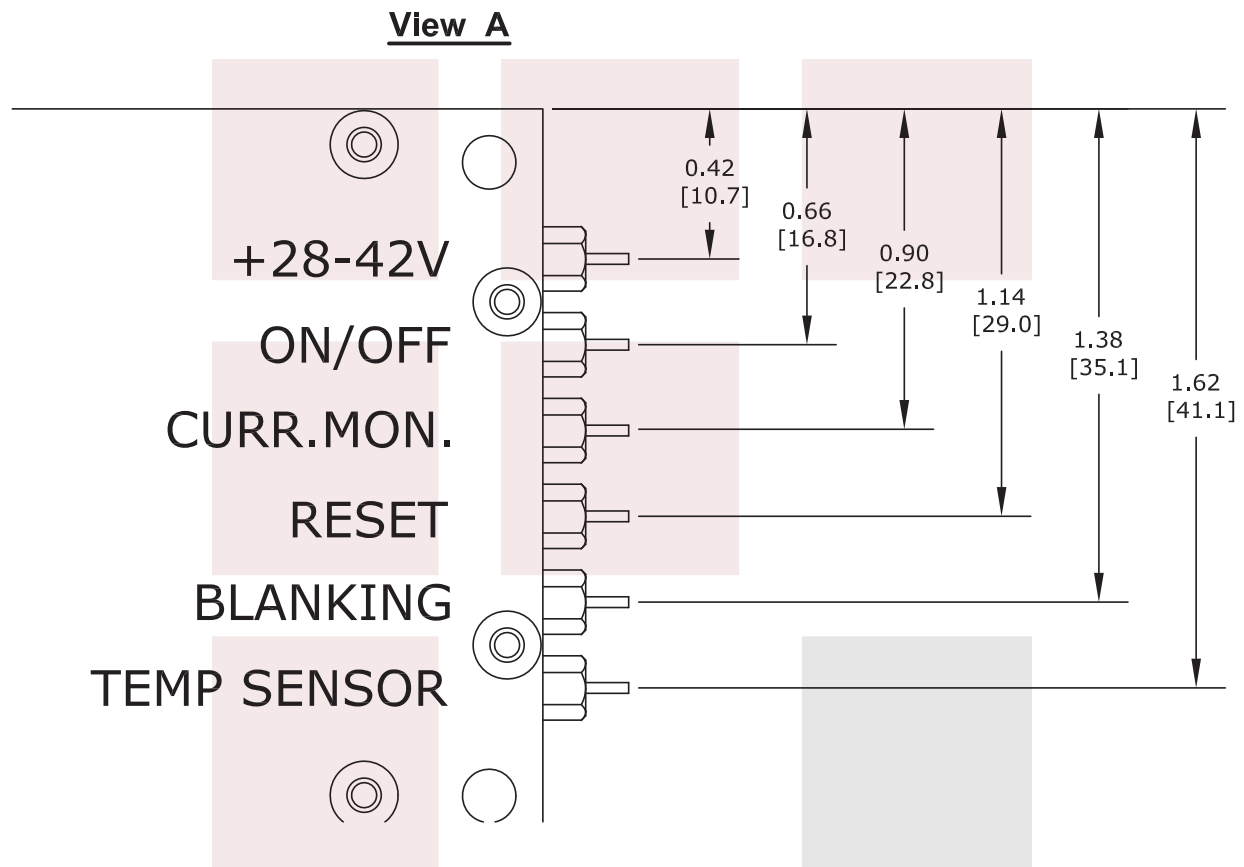 View A
0.42
[10.7]
0.66
[16.8]
+28-42V
0.90
[22.8]
1.14
[29.0]
ON/OFF
1.38
[35.1]
1.62
[41.1]
CURR.MON.
RESET
BLANKING
TEMP SENSOR